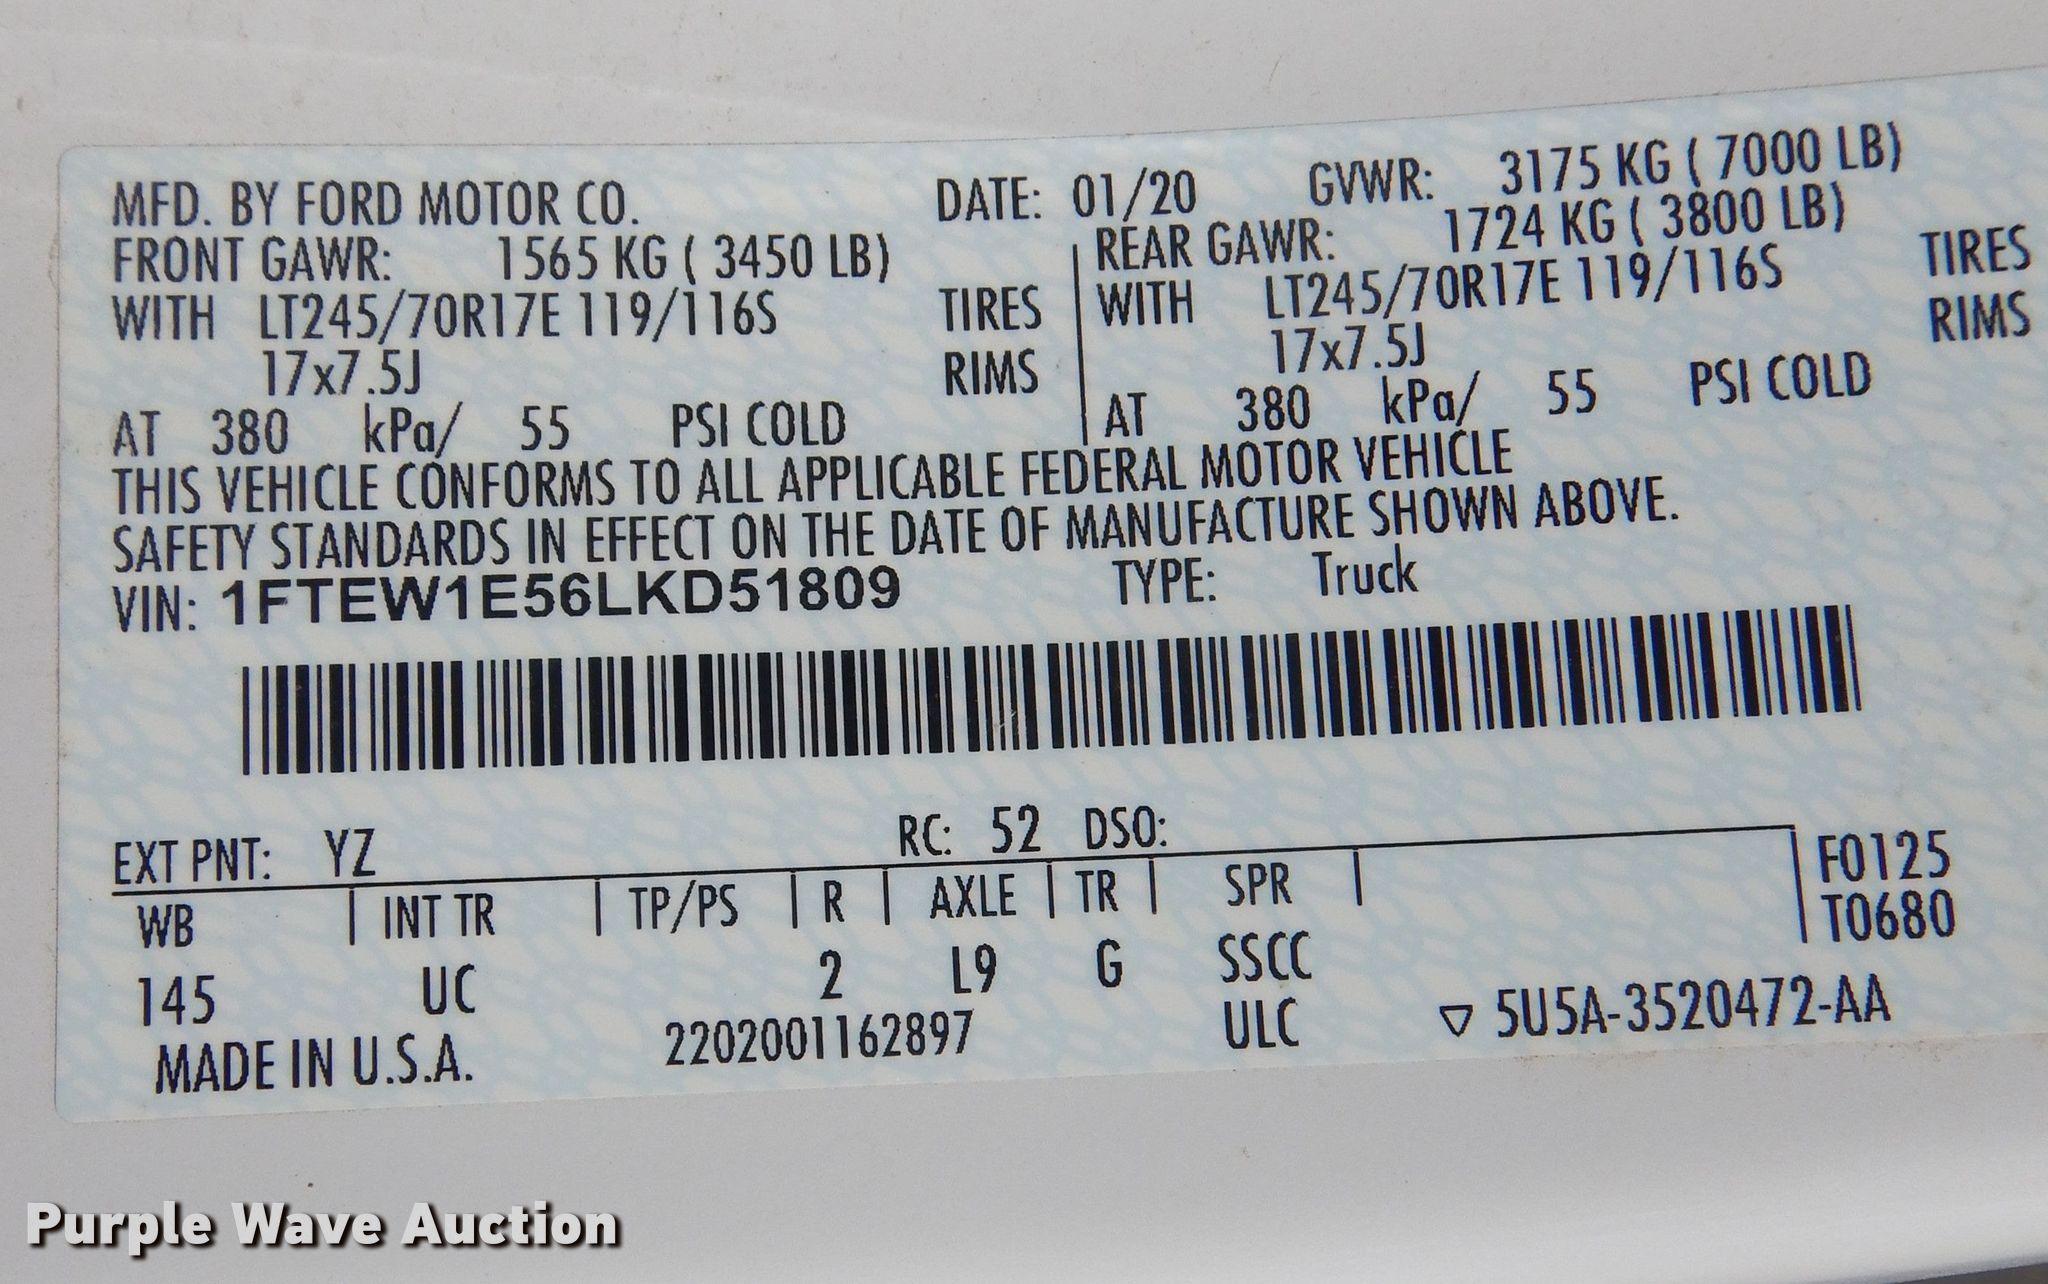 MFD. BY FORD MOTOR CO. DATE: 01/20 GVWR: 3175 KG ( 7000 LB)
FRONT GAWR: 1565 KG ( 3450 LB) REAR GAWR: 1724 KG ( 3800 LB)
WITH LT245/70R17E 119/116S TIRES WITH LT245/70R17E 119/116S TIRES
17x7.5J RIMS 17x7.5J RIMS
AT 380 kPa/ 55 PSI COLD AT 380 kPa/ 55 PSI COLD
THIS VEHICLE CONFORMS TO ALL APPLICABLE FEDERAL MOTOR VEHICLE
SAFETY STANDARDS IN EFFECT ON THE DATE OF MANUFACTURE SHOWN ABOVE.
VIN: 1FTEW1E56LKD51809 TYPE: Truck
EXT PNT: YZ RC: 52 DSO:
WB INT TR TP/PS R AXLE TR SPR F0125
T0680
145 UC 2 L9 G SSCC
MADE IN U.S.A. 2202001162897 ULC ▽ 5U5A-3520472-AA
Purple Wave Auction